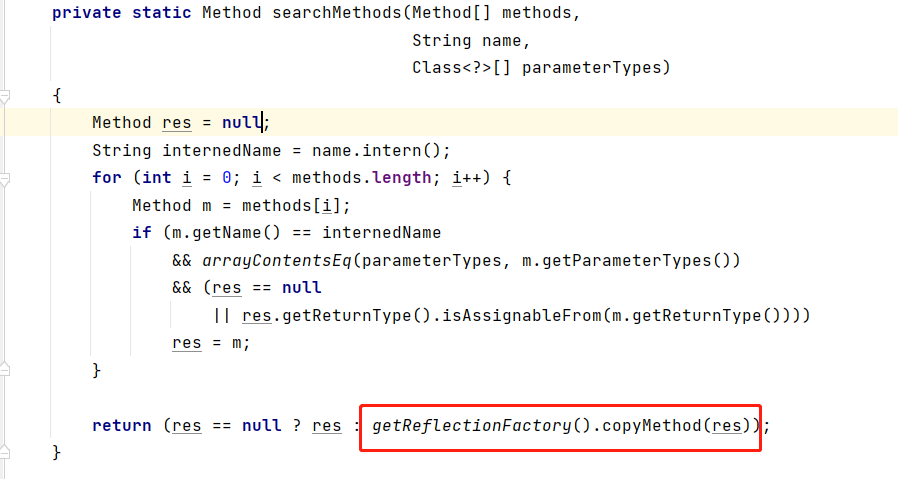 private static Method searchMethods(Method[] methods,
                                    String name,
                                    Class<?>[] parameterTypes)
{
    Method res = null;
    String internedName = name.intern();
    for (int i = 0; i < methods.length; i++) {
        Method m = methods[i];
        if (m.getName() == internedName
            && arrayContentsEq(parameterTypes, m.getParameterTypes())
            && (res == null
                || res.getReturnType().isAssignableFrom(m.getReturnType())))
            res = m;
    }
    return (res == null ? res : getReflectionFactory().copyMethod(res));
}